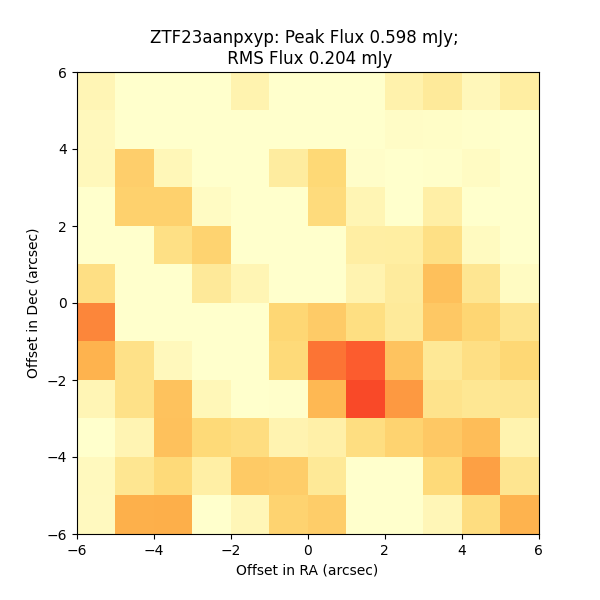 ZTF23aanpxyp: Peak Flux 0.598 mJy;
RMS Flux 0.204 mJy
6
4
2
0
−2
−4
−6
Offset in Dec (arcsec)
−6 −4 −2 0 2 4 6
Offset in RA (arcsec)